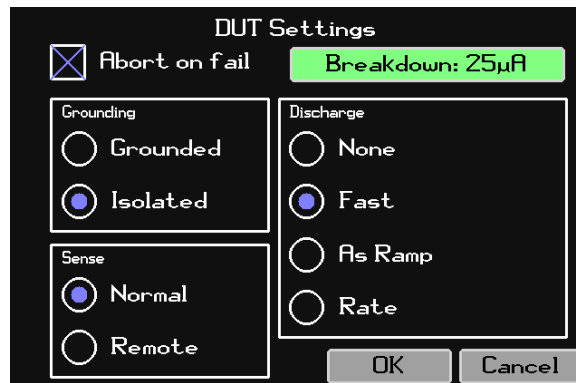 DUT Settings
Abort on fail
Breakdown: 25µA
Grounding
Grounded
Isolated
Sense
Normal
Remote
Discharge
None
Fast
As Ramp
Rate
OK
Cancel